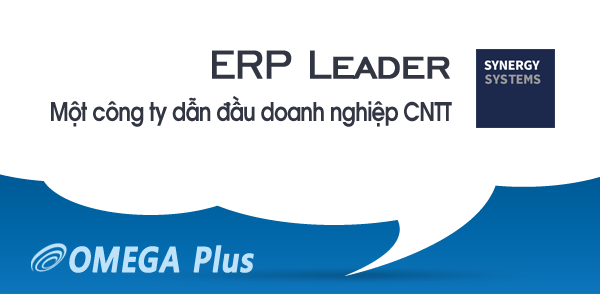 ERP LEADER
SYNERGY
SYSTEMS
Một công ty dẫn đầu doanh nghiệp CNTT
OMEGA Plus